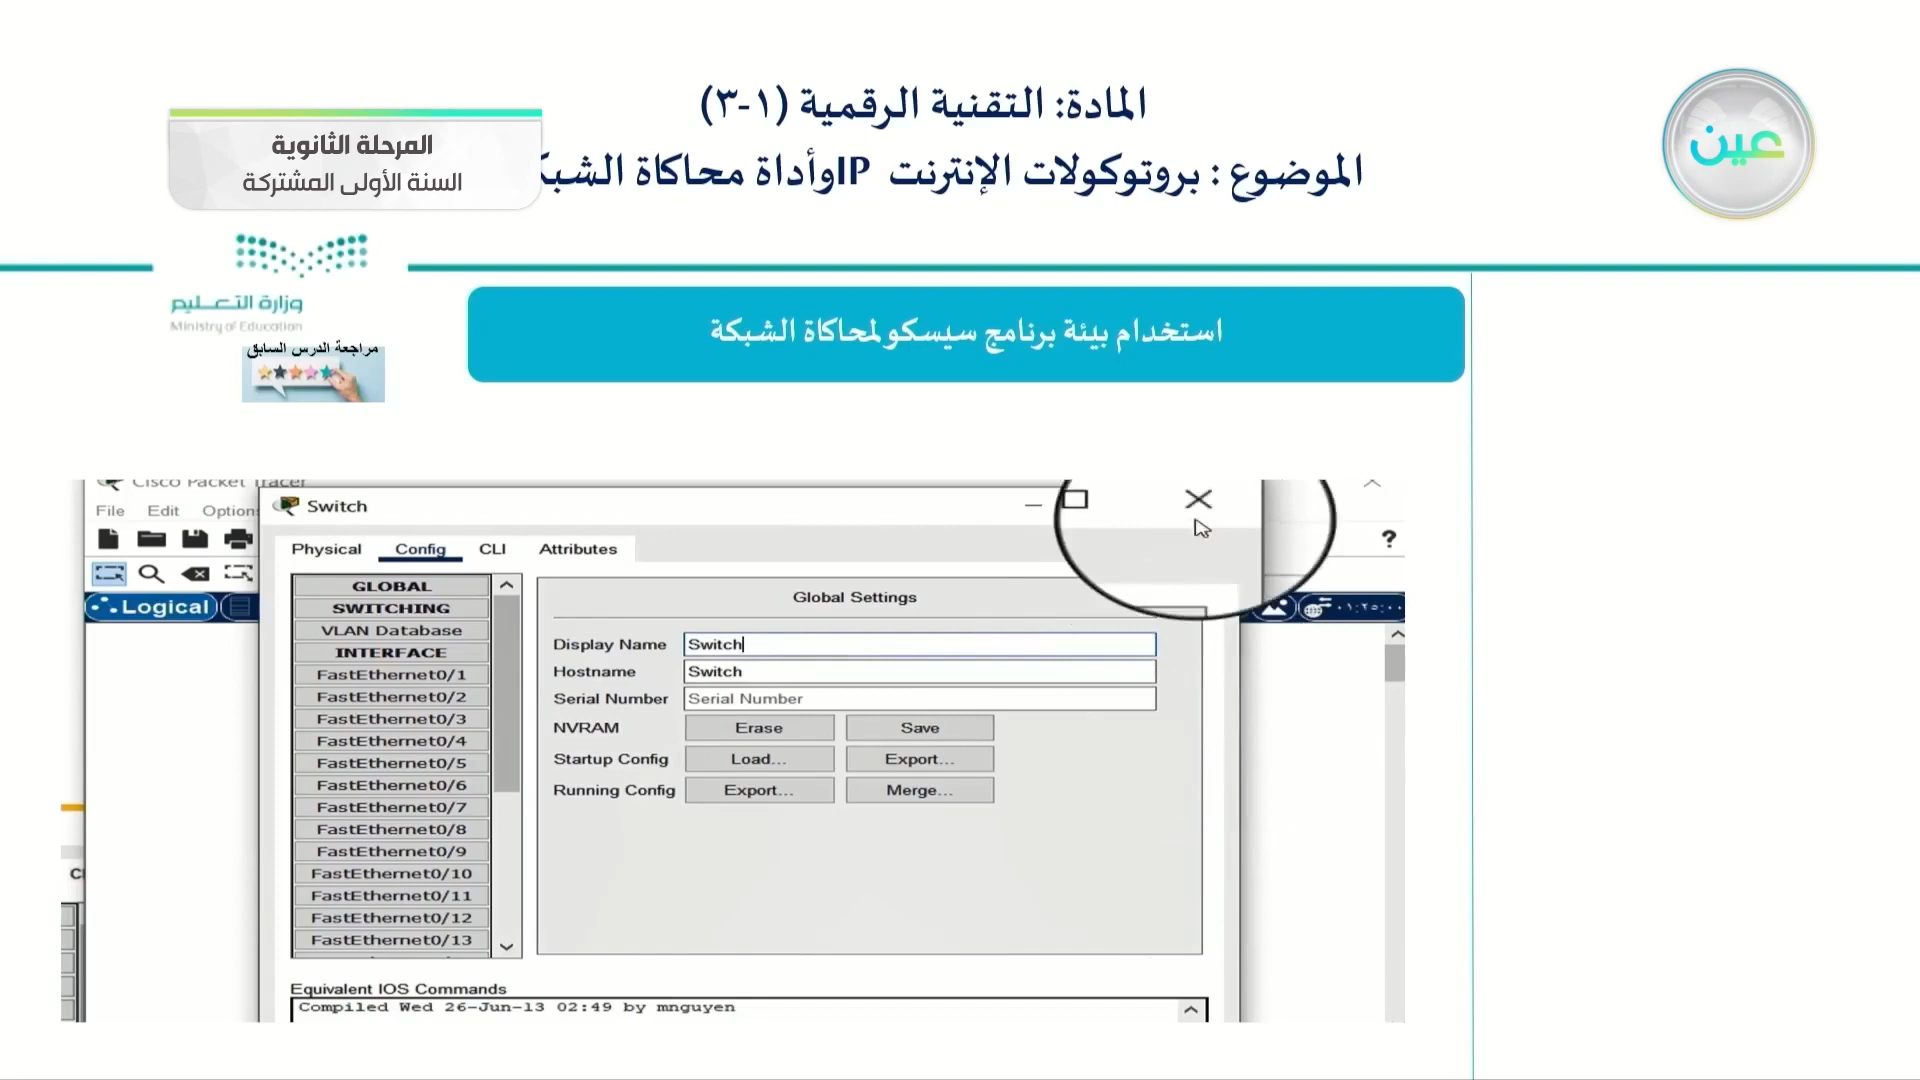 المادة: التقنية الرقمية (١-٣)
الموضوع : بروتوكولات الإنترنت IP وأداة محاكاة
المرحلة الثانوية
السنة الأولى المشتركة
عين
وزارة التعليم
Ministry of Education
مراجعة الدرس السابق
استخدام بيئة برنامج سيسكو لمحاكاة الشبكة
Cisco Packet Tracer
File Edit Option
Switch
Physical Config CLI Attributes
?
Logical
GLOBAL
SWITCHING
VLAN Database
INTERFACE
FastEthernet0/1
FastEthernet0/2
FastEthernet0/3
FastEthernet0/4
FastEthernet0/5
FastEthernet0/6
FastEthernet0/7
FastEthernet0/8
FastEthernet0/9
FastEthernet0/10
FastEthernet0/11
FastEthernet0/12
FastEthernet0/13
Global Settings
Display Name Switch
Hostname Switch
Serial Number Serial Number
NVRAM Erase Save
Startup Config Load... Export...
Running Config Export... Merge...
Equivalent IOS Commands
Compiled Wed 26-Jun-13 02:49 by mnguyen